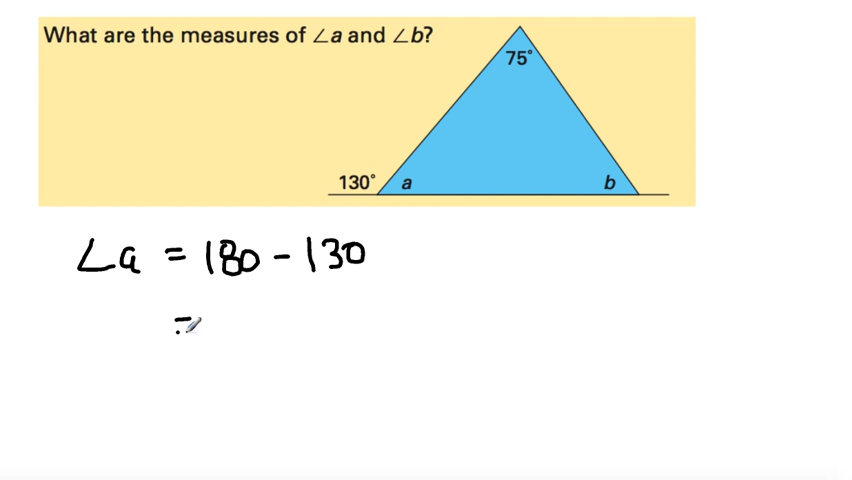 What are the measures of ∠a and ∠b?
75°
130°
a
b
∠a = 180 - 130
=